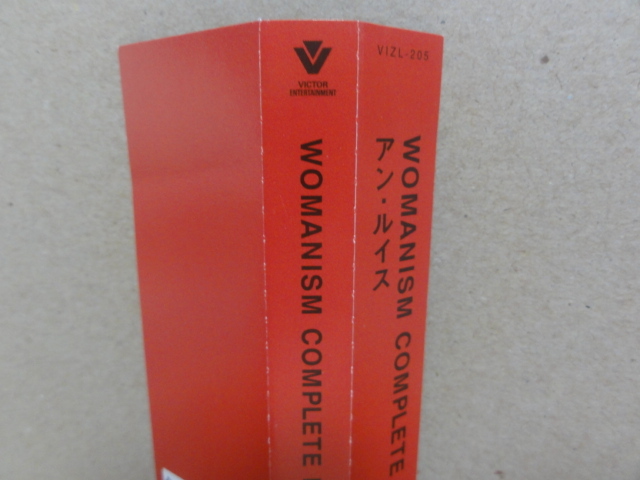 VICTOR
ENTERTAINMENT
WOMANISM COMPLETE
VIZL-205
WOMANISM COMPLETE
アン・ルイス